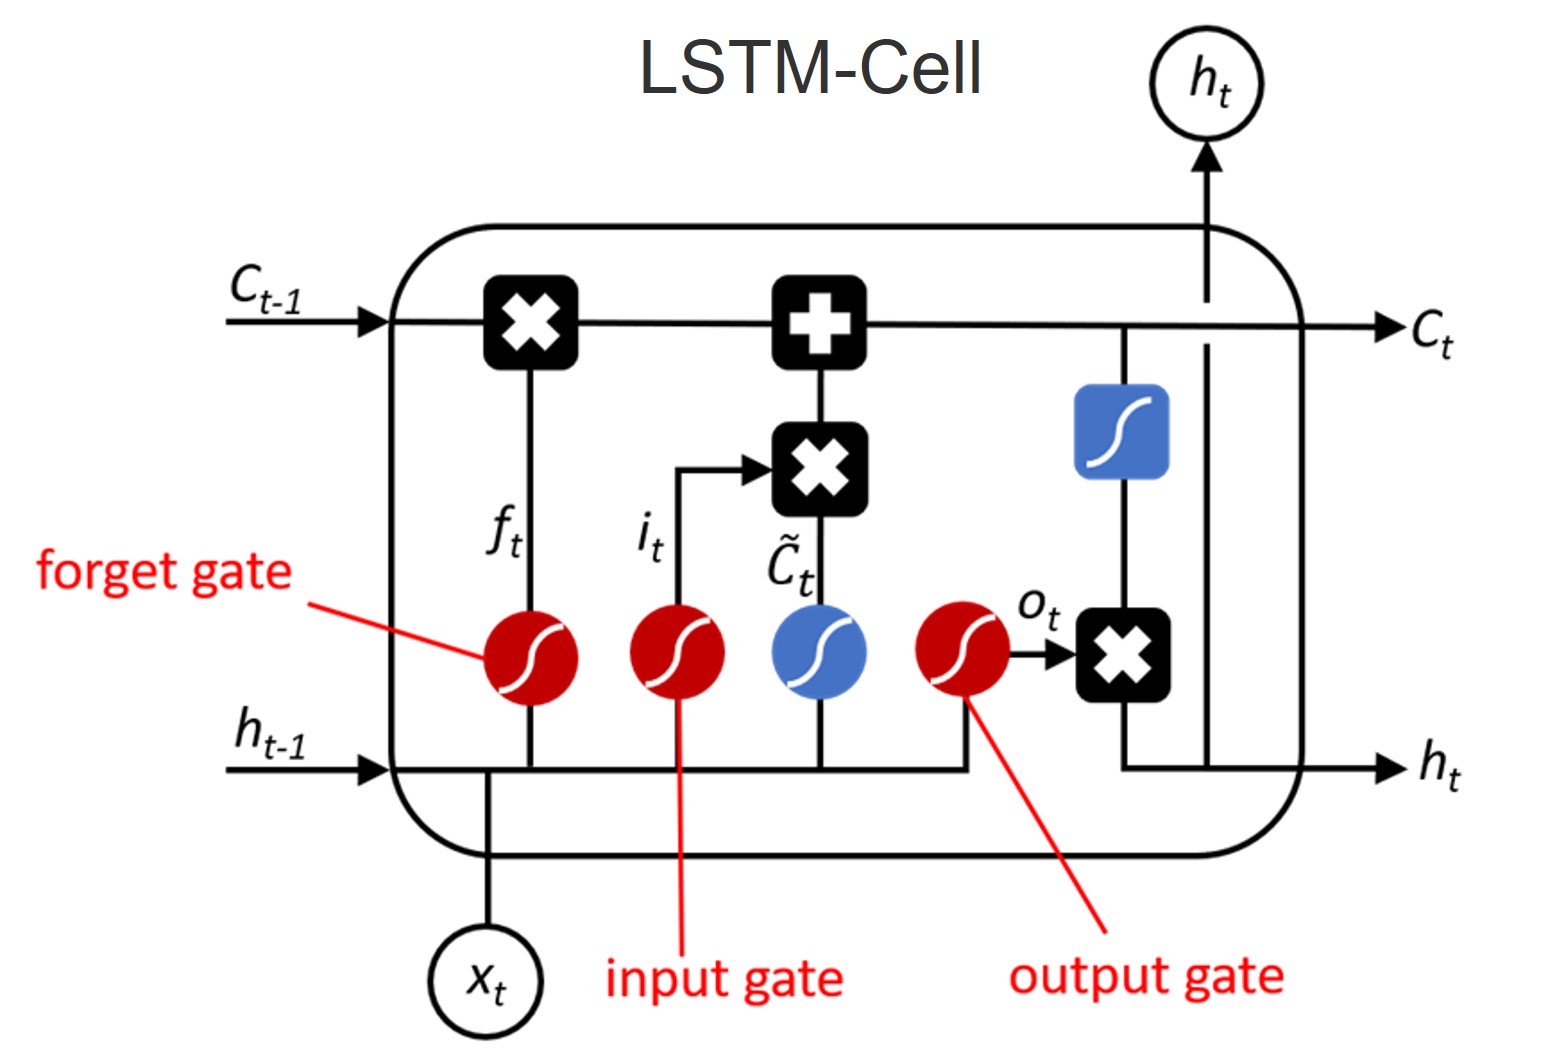 LSTM-Cell
h_t
C_{t-1}
C_t
f_t
i_t
C̃_t
forget gate
o_t
h_{t-1}
h_t
x_t
input gate
output gate